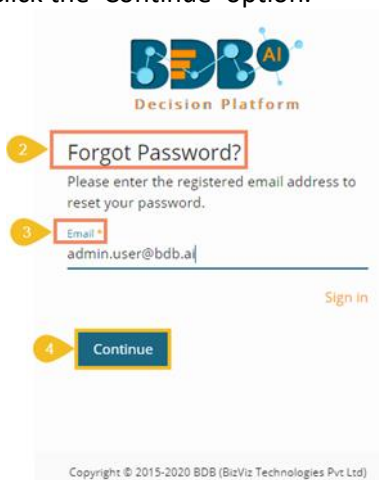 click the 'Continue' option.
BDB AI
Decision Platform
2 Forgot Password?
Please enter the registered email address to
reset your password.
3 Email *
admin.user@bdb.ai
Sign in
4 Continue
Copyright © 2015-2020 BDB (BizViz Technologies Pvt Ltd)